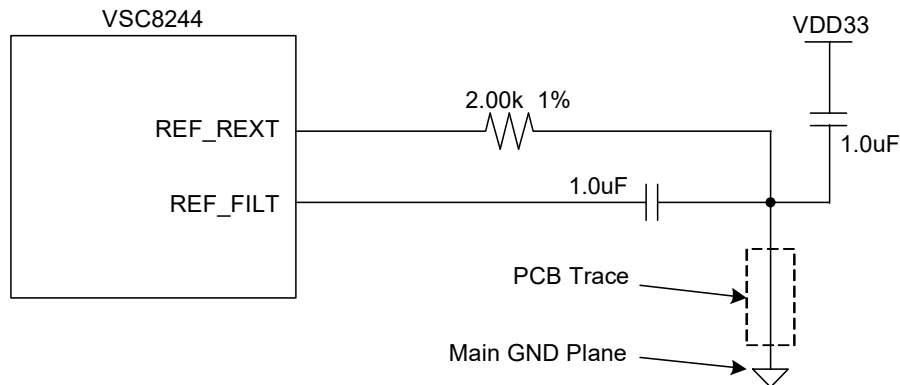 VSC8244
VDD33
2.00k 1%
REF_REXT
1.0uF
1.0uF
REF_FILT
PCB Trace
Main GND Plane